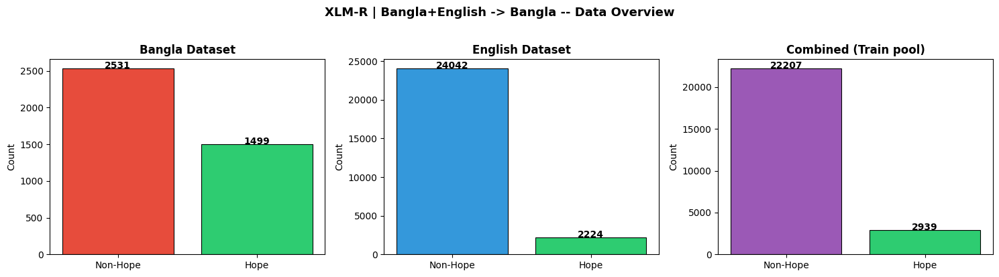 XLM-R | Bangla+English -> Bangla -- Data Overview
Bangla Dataset
2531
1499
2500
2000
1500
1000
500
0
Count
Non-Hope Hope
English Dataset
24042
2224
25000
20000
15000
10000
5000
0
Count
Non-Hope Hope
Combined (Train pool)
22207
2939
20000
15000
10000
5000
0
Count
Non-Hope Hope